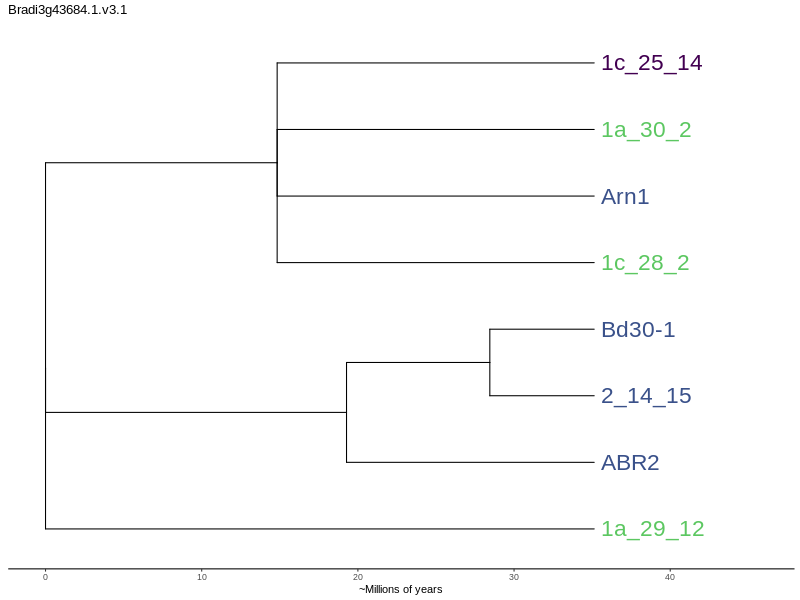 Bradi3g43684.1.v3.1
1c_25_14
1a_30_2
Arn1
1c_28_2
Bd30-1
2_14_15
ABR2
1a_29_12
0 10 20 30 40
~Millions of years